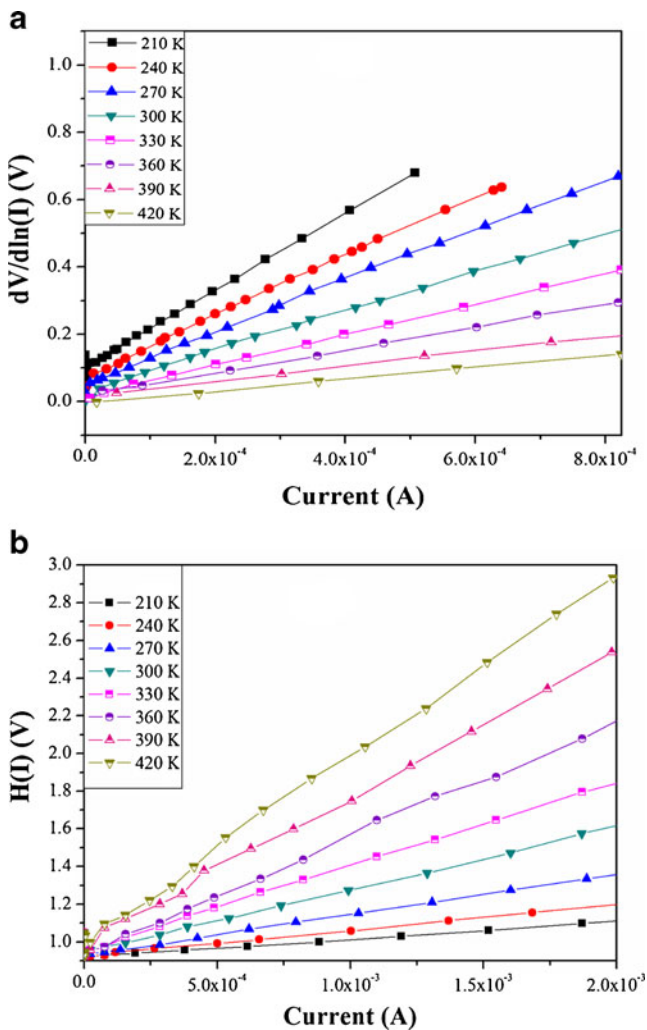 a
dV/dln(I) (V)
1.0
0.8
0.6
0.4
0.2
0.0
210 K
240 K
270 K
300 K
330 K
360 K
390 K
420 K
0.0 2.0x10⁻⁴ 4.0x10⁻⁴ 6.0x10⁻⁴ 8.0x10⁻⁴
Current (A)
b
H(I) (V)
3.0
2.8
2.6
2.4
2.2
2.0
1.8
1.6
1.4
1.2
1.0
210 K
240 K
270 K
300 K
330 K
360 K
390 K
420 K
0.0 5.0x10⁻⁴ 1.0x10⁻³ 1.5x10⁻³ 2.0x10⁻³
Current (A)